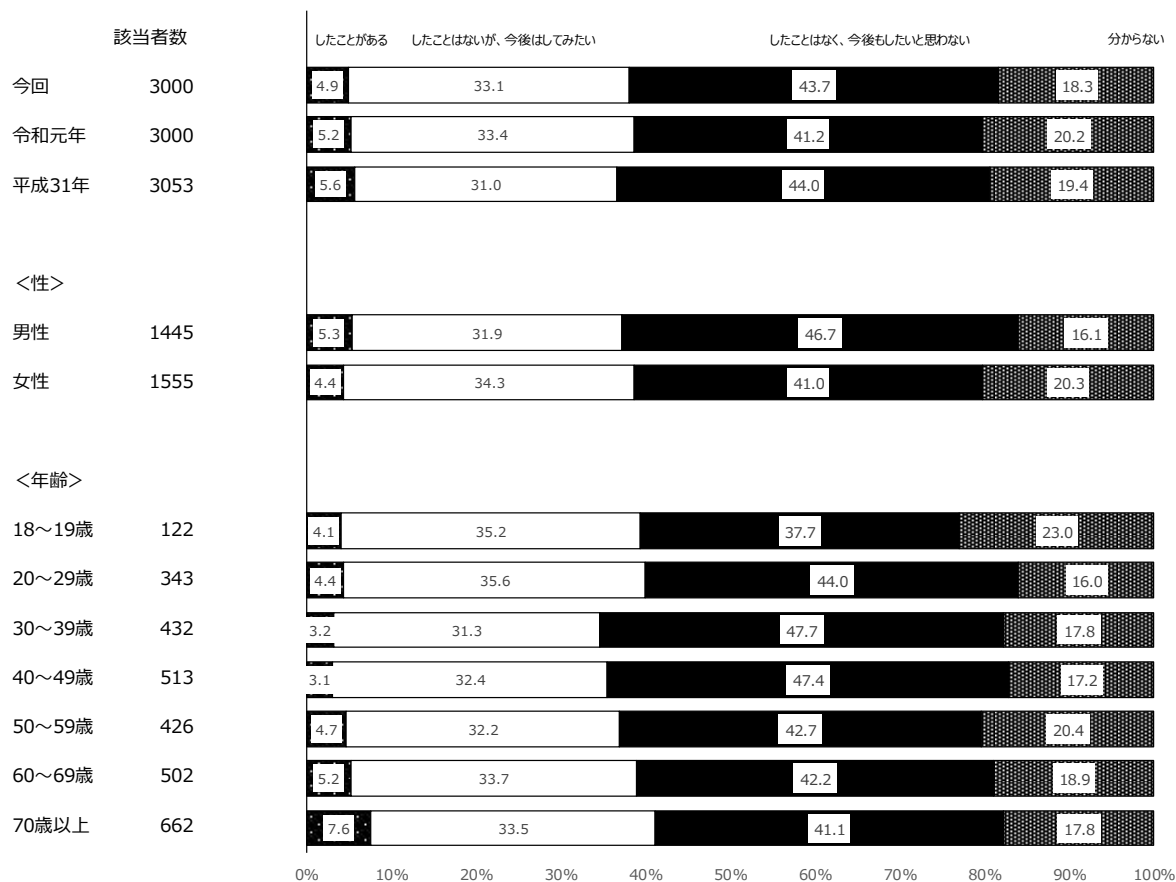 該当者数 したことがある したことはないが、今後はしてみたい したことはなく、今後もしたいと思わない 分からない
今回 3000 4.9 33.1 43.7 18.3
令和元年 3000 5.2 33.4 41.2 20.2
平成31年 3053 5.6 31.0 44.0 19.4
＜性＞
男性 1445 5.3 31.9 46.7 16.1
女性 1555 4.4 34.3 41.0 20.3
＜年齢＞
18～19歳 122 4.1 35.2 37.7 23.0
20～29歳 343 4.4 35.6 44.0 16.0
30～39歳 432 3.2 31.3 47.7 17.8
40～49歳 513 3.1 32.4 47.4 17.2
50～59歳 426 4.7 32.2 42.7 20.4
60～69歳 502 5.2 33.7 42.2 18.9
70歳以上 662 7.6 33.5 41.1 17.8
0% 10% 20% 30% 40% 50% 60% 70% 80% 90% 100%